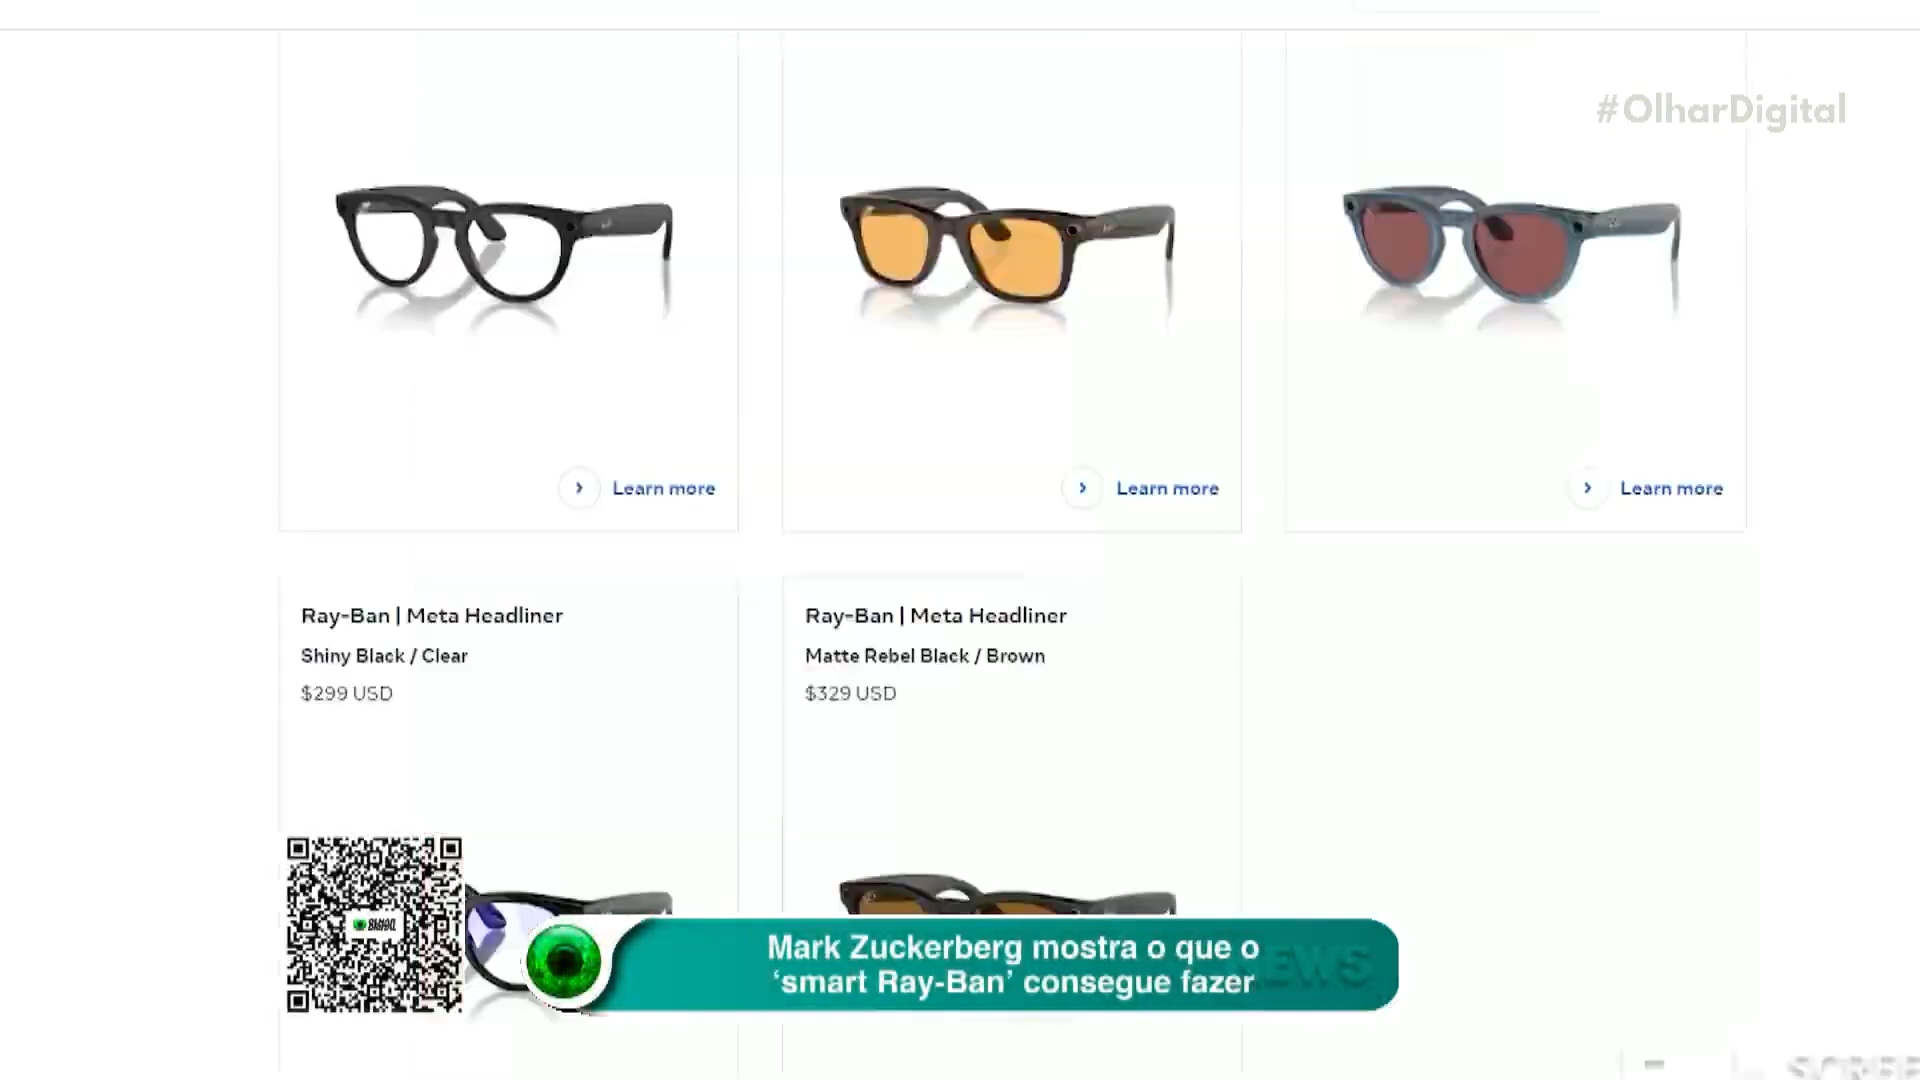 #OlharDigital
Learn more
Learn more
Learn more
Ray-Ban | Meta Headliner
Shiny Black / Clear
$299 USD
Ray-Ban | Meta Headliner
Matte Rebel Black / Brown
$329 USD
Mark Zuckerberg mostra o que o
‘smart Ray-Ban’ consegue fazer